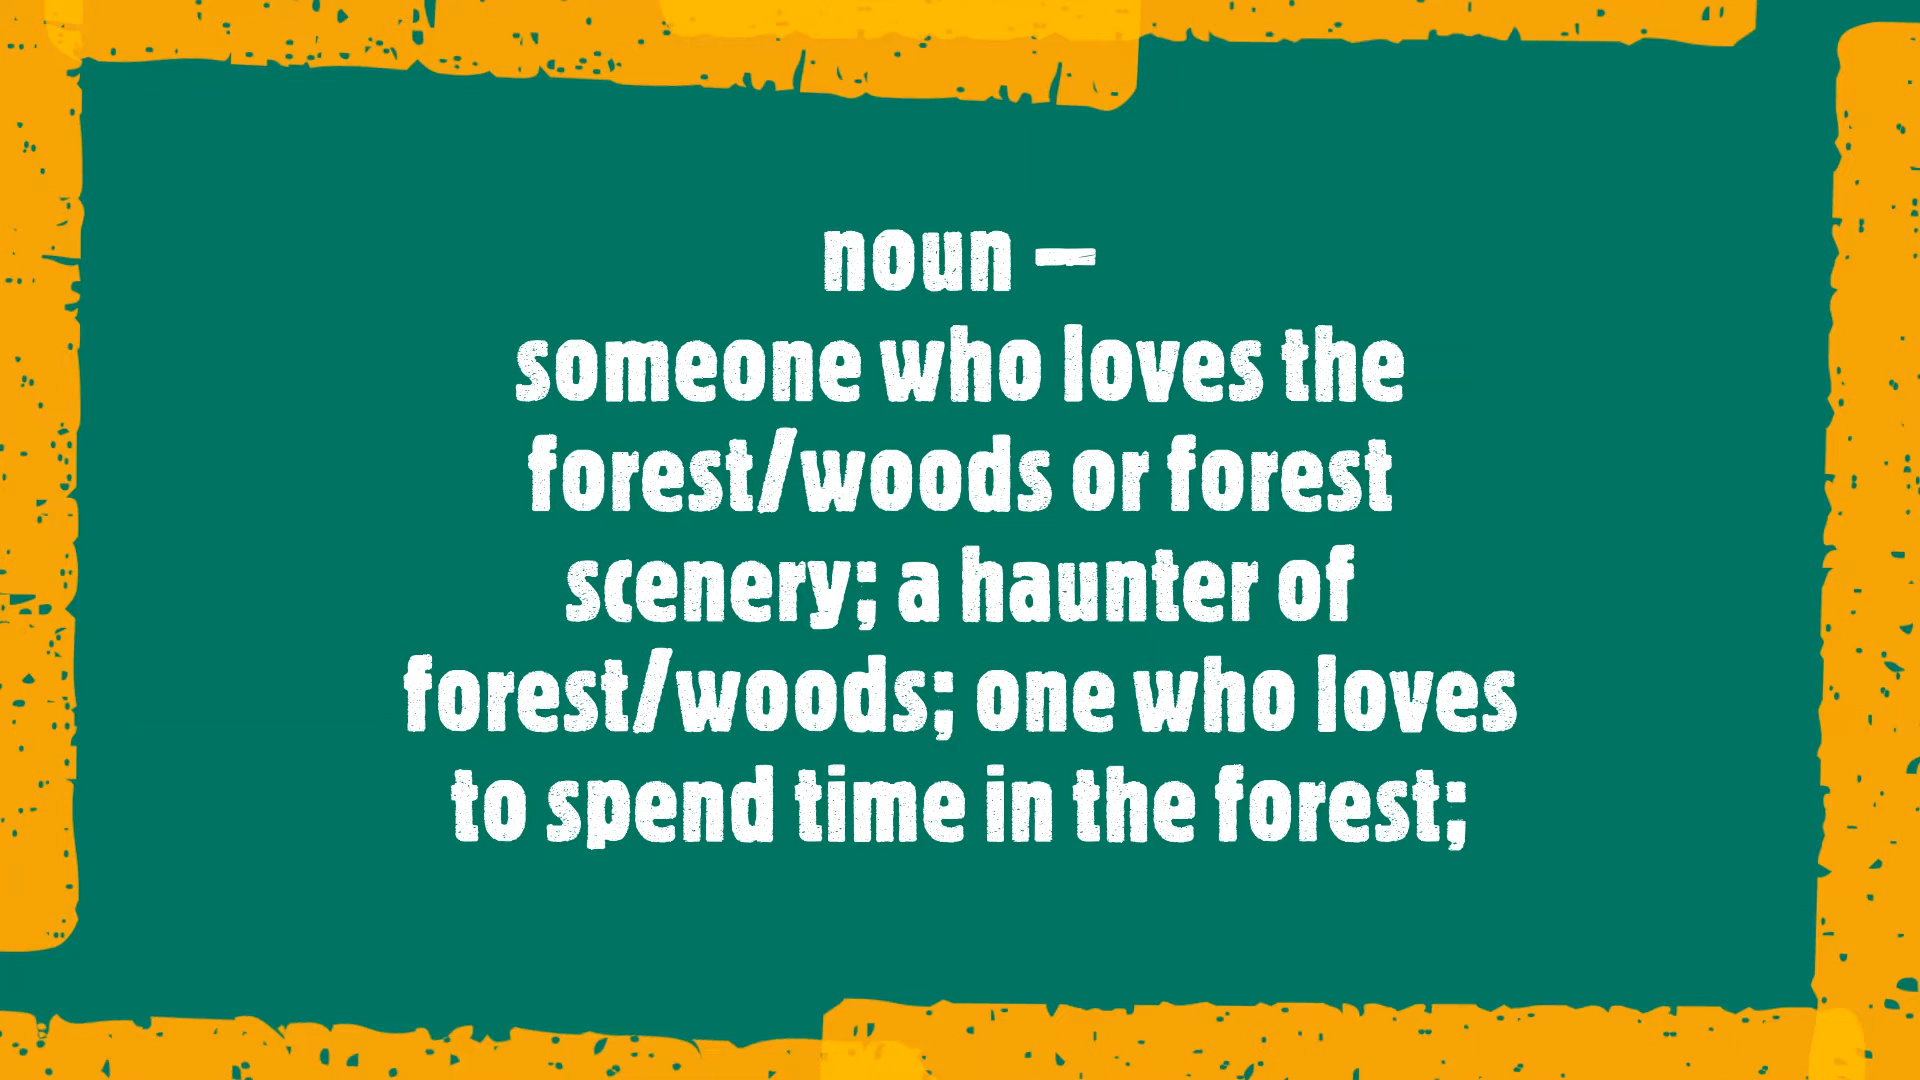 noun —
someone who loves the
forest/woods or forest
scenery; a haunter of
forest/woods; one who loves
to spend time in the forest;